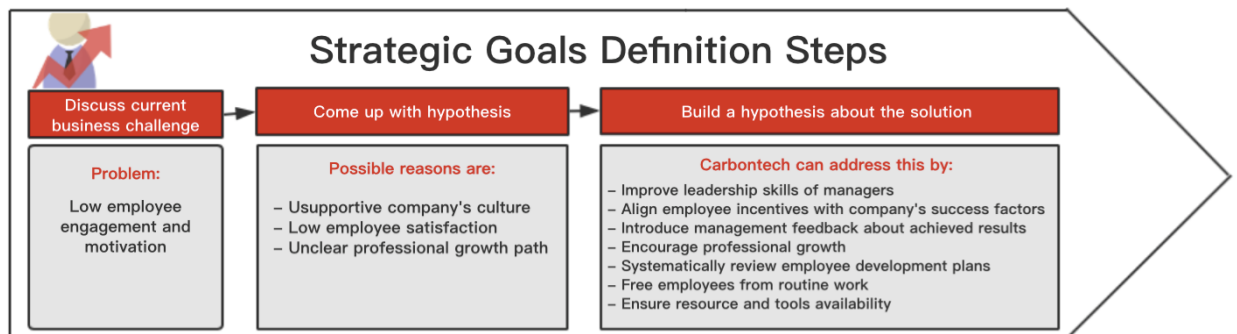 Strategic Goals Definition Steps
Discuss current
business challenge
Come up with hypothesis
Build a hypothesis about the solution
Problem:
Low employee
engagement and
motivation
Possible reasons are:
– Usupportive company's culture
– Low employee satisfaction
– Unclear professional growth path
Carbontech can address this by:
– Improve leadership skills of managers
– Align employee incentives with company's success factors
– Introduce management feedback about achieved results
– Encourage professional growth
– Systematically review employee development plans
– Free employees from routine work
– Ensure resource and tools availability